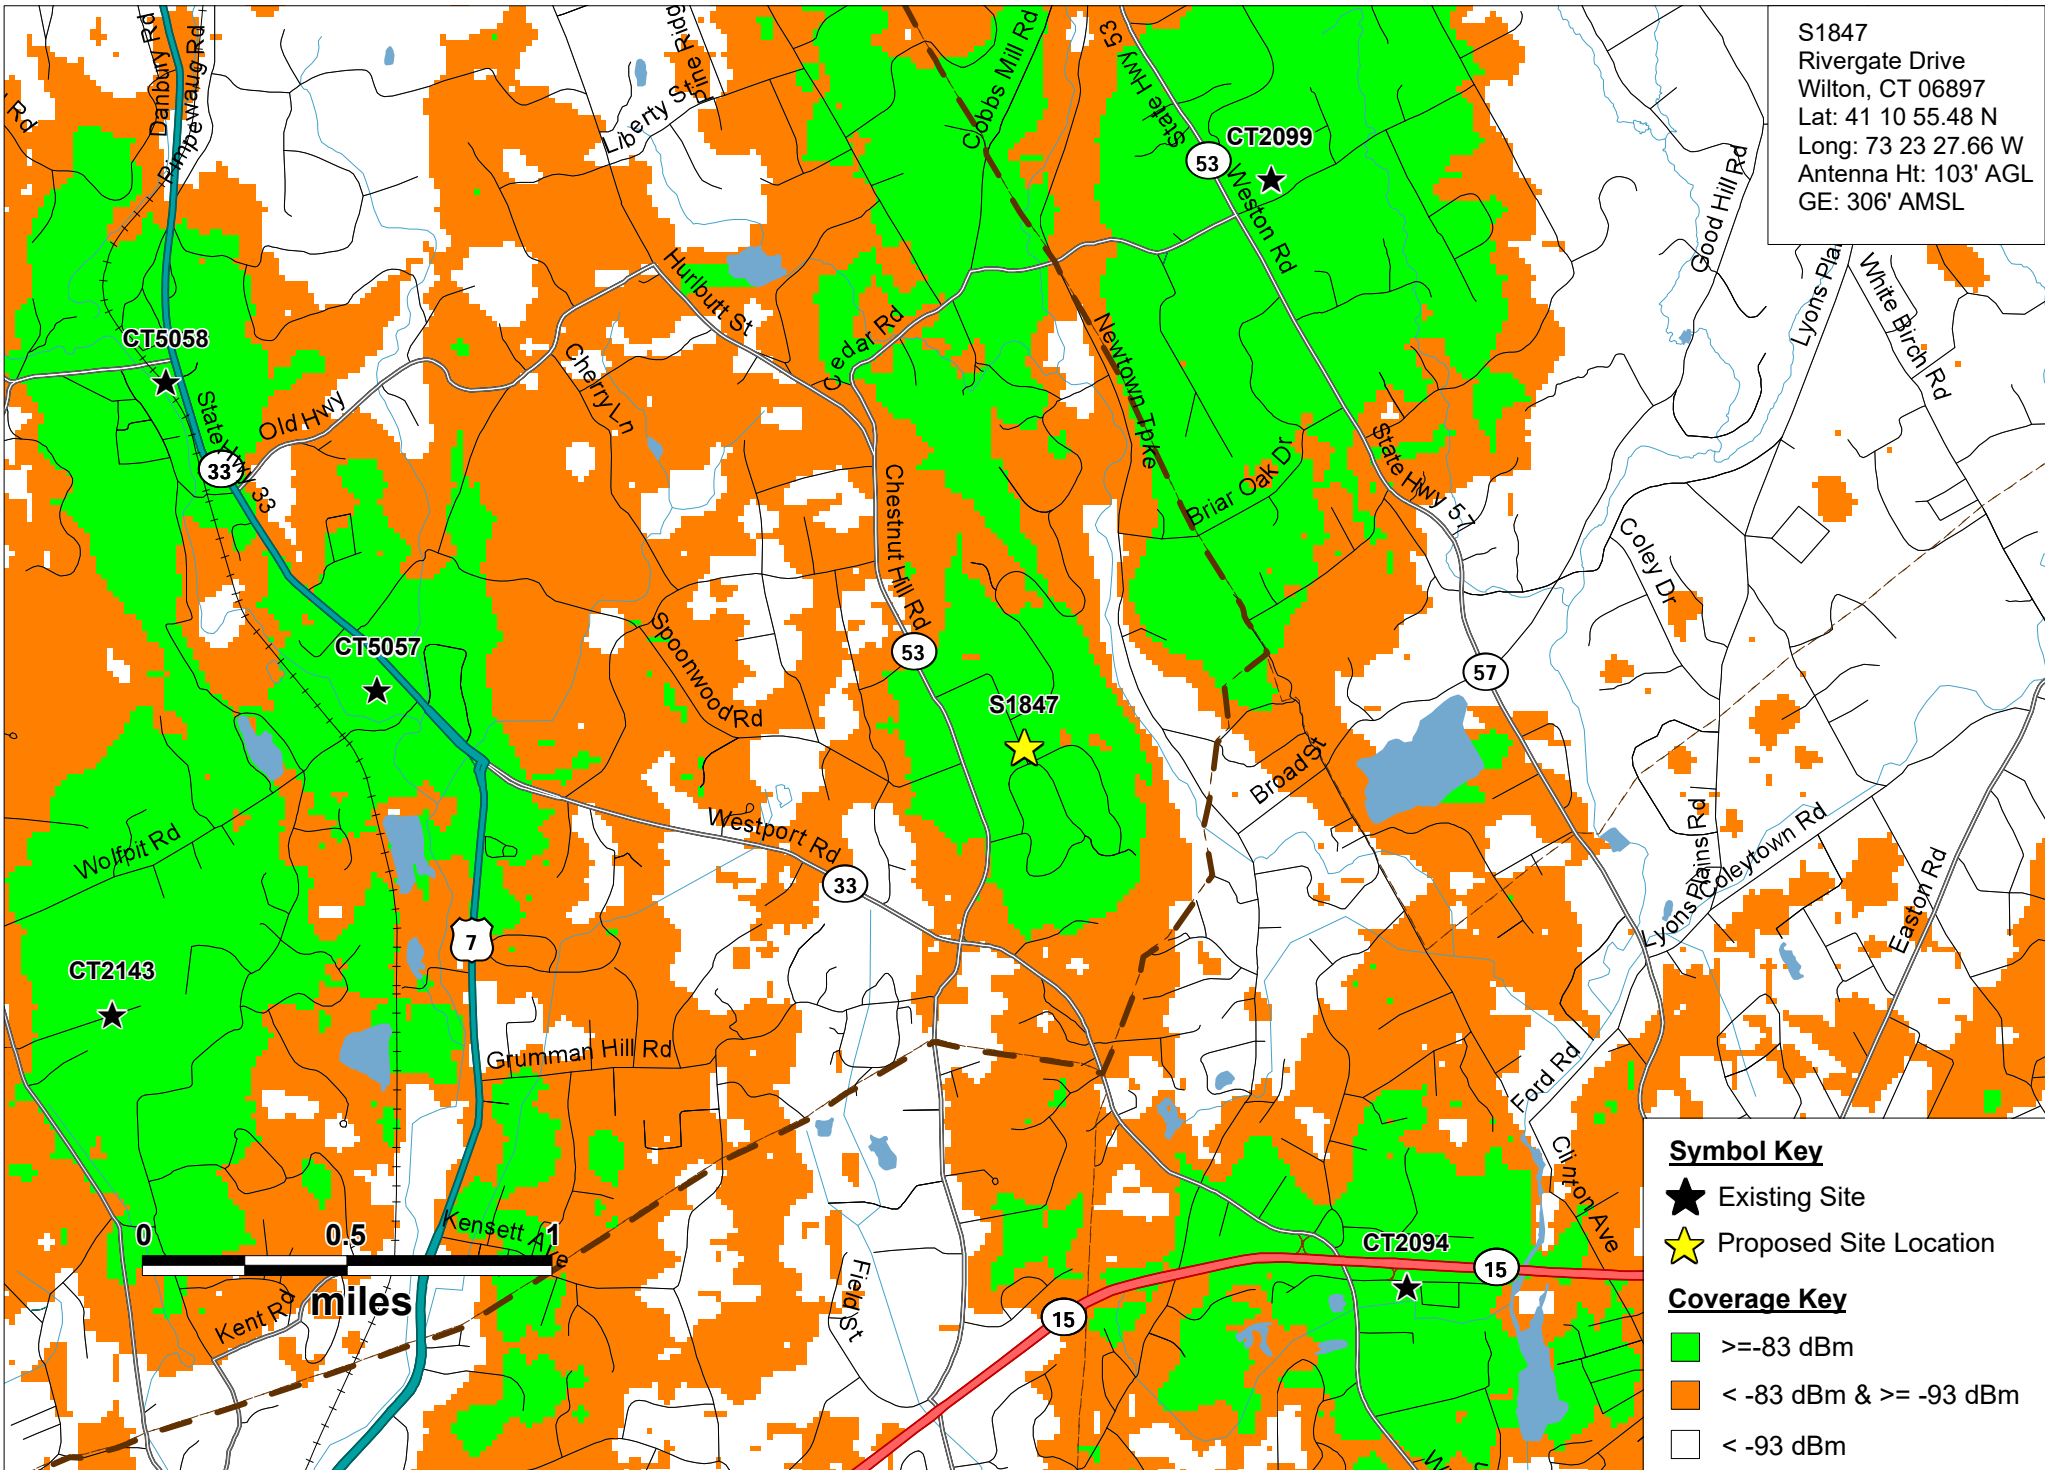 S1847
Rivergate Drive
Wilton, CT 06897
Lat: 41 10 55.48 N
Long: 73 23 27.66 W
Antenna Ht: 103' AGL
GE: 306' AMSL
Danbury Rd
Pimpewaug Rd
Rd
Liberty St
Pine Ridg
Cobbs Mill Rd
State Hwy 53
53
CT2099
Weston Rd
Good Hill Rd
Lyons Plai
White Birch Rd
Hurlbutt St
Cedar Rd
Newtown Tpke
CT5058
State Hwy 33
33
Old Hwy
Cherry Ln
Chestnut Hill Rd
Briar Oak Dr
State Hwy 57
Coley Dr
CT5057
Spoonwood Rd
53
S1847
57
Broad St
Wolfpit Rd
Westport Rd
33
Lyons Plains Rd
Coleytown Rd
Easton Rd
7
CT2143
Grumman Hill Rd
Ford Rd
Clinton Ave
Kensett Ave
0 0.5 1
miles
Kent Rd
Field St
15
CT2094
15
W
Symbol Key
Existing Site
Proposed Site Location
Coverage Key
>=-83 dBm
< -83 dBm & >= -93 dBm
< -93 dBm